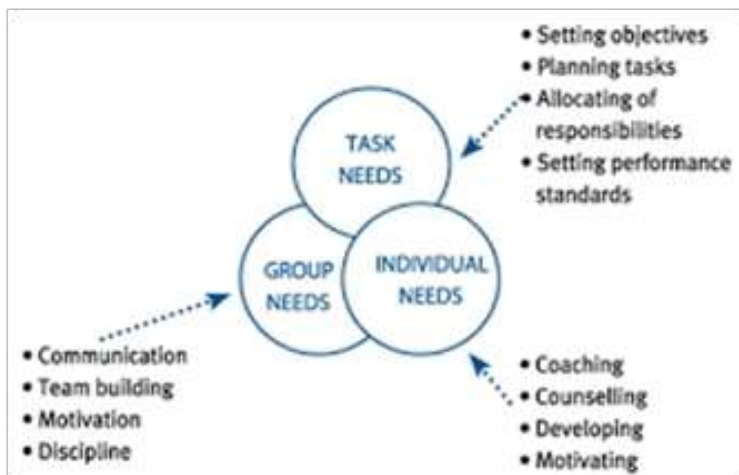 • Setting objectives
• Planning tasks
• Allocating of
responsibilities
• Setting performance
standards
TASK
NEEDS
GROUP
NEEDS
INDIVIDUAL
NEEDS
• Communication
• Team building
• Motivation
• Discipline
• Coaching
• Counselling
• Developing
• Motivating